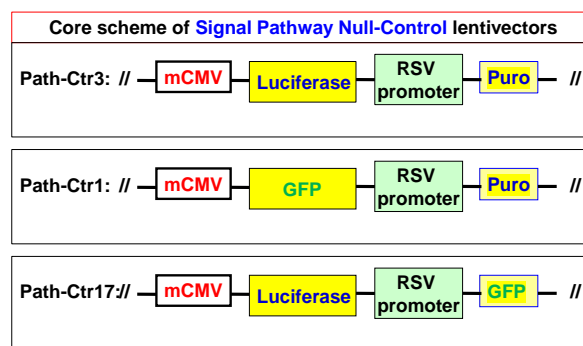 Core scheme of Signal Pathway Null-Control lentivectors
Path-Ctr3: // mCMV Luciferase RSV promoter Puro //
Path-Ctr1: // mCMV GFP RSV promoter Puro //
Path-Ctr17:// mCMV Luciferase RSV promoter GFP //